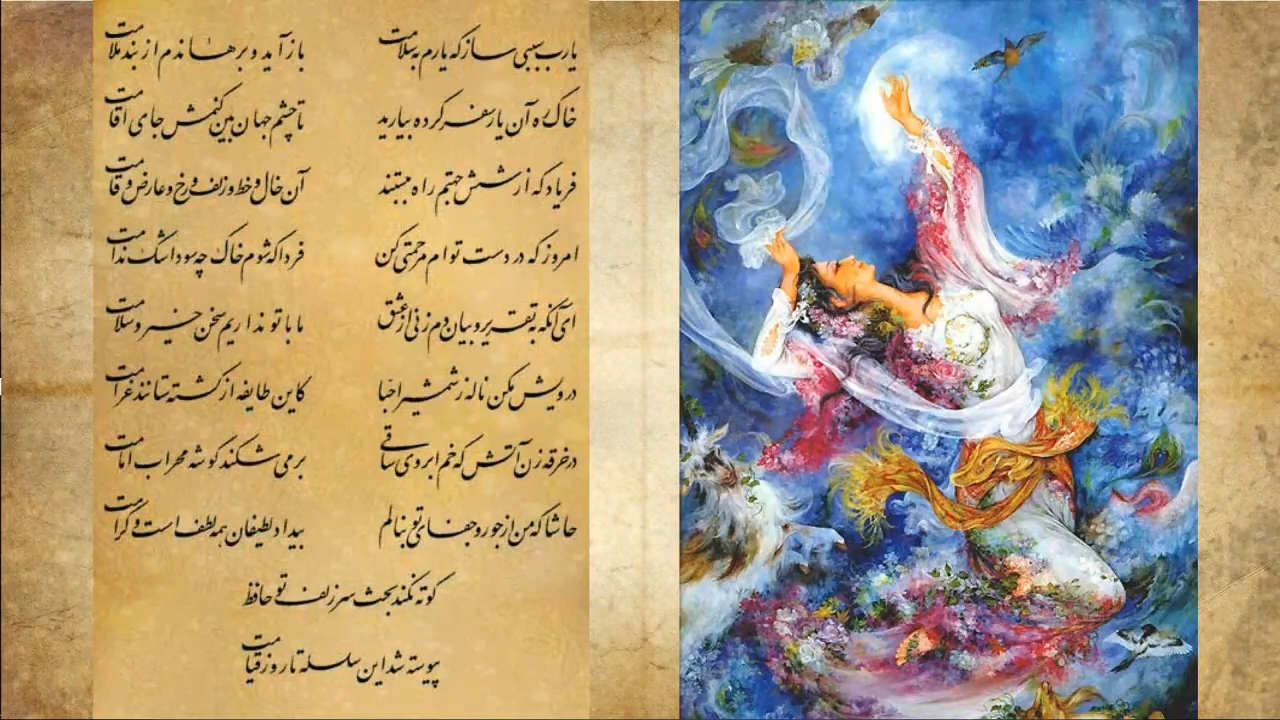 یارب سببی ساز که یارم به سلامت بازآید و برهاندم از بند ملامت
خاک ره آن یار سفر کرده بیارید تا چشم جهان بین کنمش جای اقامت
فریاد که از شش جهتم راه ببستند آن خال و خط و زلف و رخ و عارض و قامت
امروز که در دست توام مرحمتی کن فردا که شوم خاک چه سود اشک ندامت
ای آنکه به تقریر و بیان دم زنی از عشق ما با تو نداریم سخن خیر و سلامت
درویش مکن ناله ز شمشیر احبا کاین طایفه از کشته ستانند غرامت
در خرقه زن آتش که خم ابروی ساقی بر می شکند گوشه محراب امامت
حاشا که من از جور و جفای تو بنالم بیداد لطیفان همه لطف است و کرامت
کوته نکند بحث سر زلف تو حافظ
پیوسته شد این سلسله تا روز قیامت